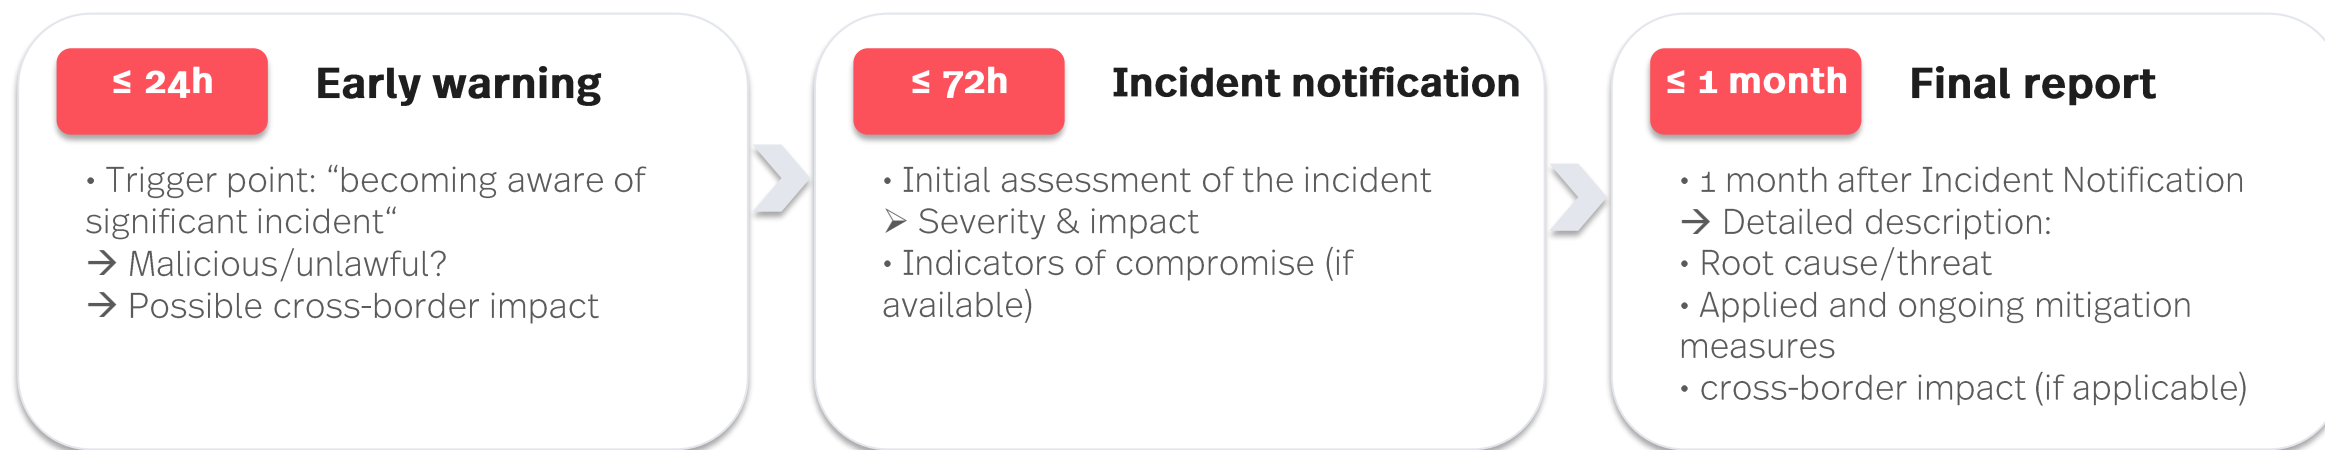 ≤ 24h
Early warning
• Trigger point: “becoming aware of
significant incident“
→ Malicious/unlawful?
→ Possible cross-border impact
≤ 72h
Incident notification
• Initial assessment of the incident
➢ Severity & impact
• Indicators of compromise (if
available)
≤ 1 month
Final report
• 1 month after Incident Notification
→ Detailed description:
• Root cause/threat
• Applied and ongoing mitigation
measures
• cross-border impact (if applicable)